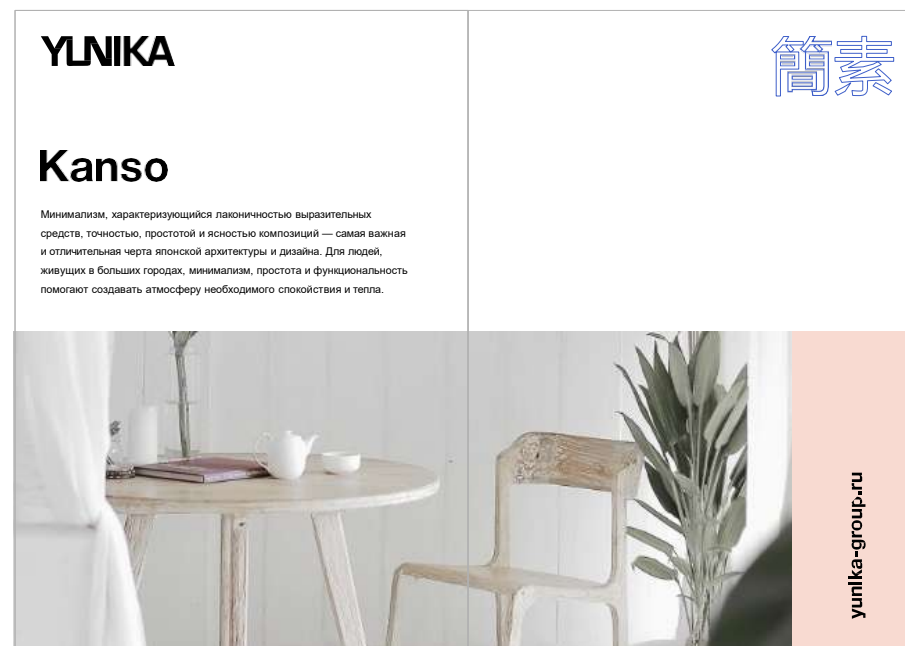 YUNIKA
簡素
Kanso
Минимализм, характеризующийся лаконичностью выразительных
средств, точностью, простотой и ясностью композиций — самая важная
и отличительная черта японской архитектуры и дизайна. Для людей,
живущих в больших городах, минимализм, простота и функциональность
помогают создавать атмосферу необходимого спокойствия и тепла.
yunika-group.ru